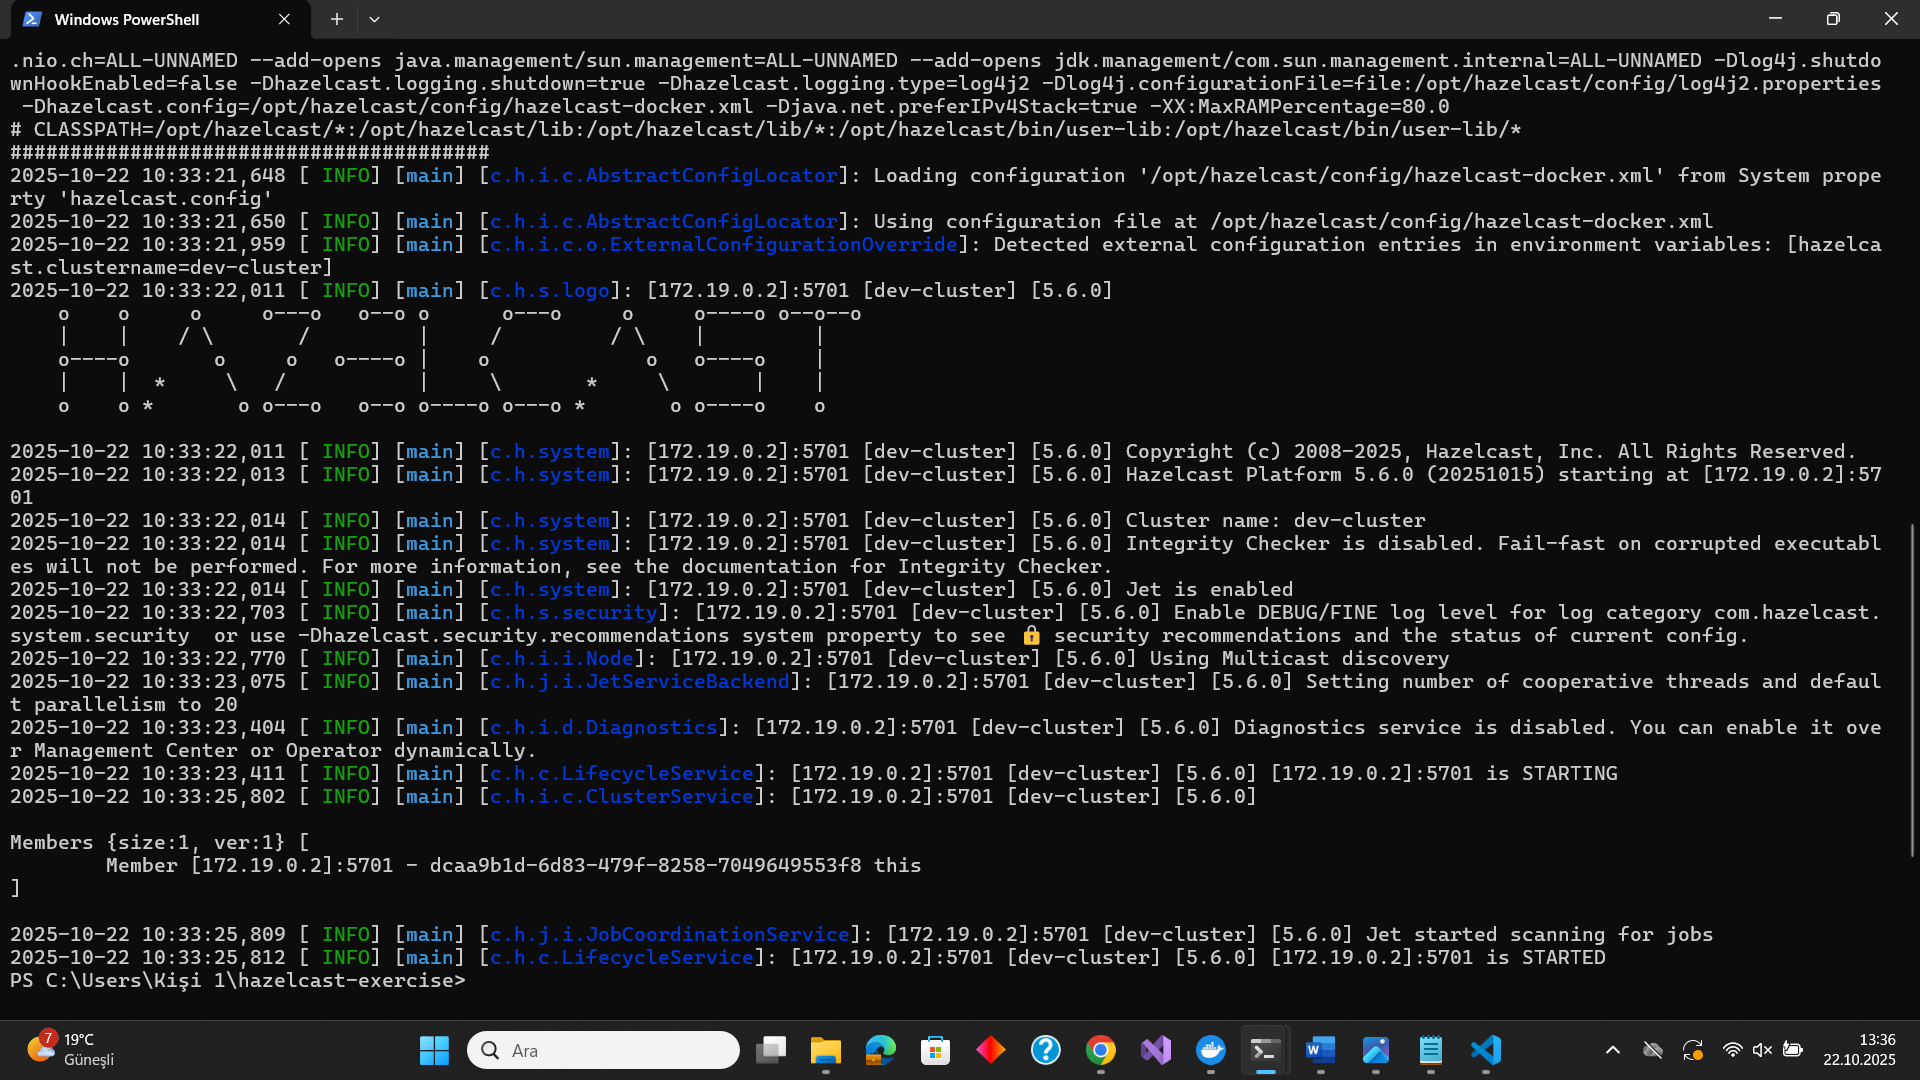 Windows PowerShell
.nio.ch=ALL-UNNAMED --add-opens java.management/sun.management=ALL-UNNAMED --add-opens jdk.management/com.sun.management.internal=ALL-UNNAMED -Dlog4j.shutdo
wnHookEnabled=false -Dhazelcast.logging.shutdown=true -Dhazelcast.logging.type=log4j2 -Dlog4j.configurationFile=file:/opt/hazelcast/config/log4j2.properties
-Dhazelcast.config=/opt/hazelcast/config/hazelcast-docker.xml -Djava.net.preferIPv4Stack=true -XX:MaxRAMPercentage=80.0
# CLASSPATH=/opt/hazelcast/*:/opt/hazelcast/lib:/opt/hazelcast/lib/*:/opt/hazelcast/bin/user-lib:/opt/hazelcast/bin/user-lib/*
########################################
2025-10-22 10:33:21,648 [ INFO] [main] [c.h.i.c.AbstractConfigLocator]: Loading configuration '/opt/hazelcast/config/hazelcast-docker.xml' from System prope
rty 'hazelcast.config'
2025-10-22 10:33:21,650 [ INFO] [main] [c.h.i.c.AbstractConfigLocator]: Using configuration file at /opt/hazelcast/config/hazelcast-docker.xml
2025-10-22 10:33:21,959 [ INFO] [main] [c.h.i.c.o.ExternalConfigurationOverride]: Detected external configuration entries in environment variables: [hazelca
st.clustername=dev-cluster]
2025-10-22 10:33:22,011 [ INFO] [main] [c.h.s.logo]: [172.19.0.2]:5701 [dev-cluster] [5.6.0]
    o    o     o     o---o   o--o o      o---o     o     o----o o--o--o
    |    |    / \       /         |     /         / \    |         |
    o----o       o     o   o----o |    o             o   o----o    |
    |    |  *     \   /           |     \       *     \       |    |
    o    o *       o o---o   o--o o----o o---o *       o o----o    o
2025-10-22 10:33:22,011 [ INFO] [main] [c.h.system]: [172.19.0.2]:5701 [dev-cluster] [5.6.0] Copyright (c) 2008-2025, Hazelcast, Inc. All Rights Reserved.
2025-10-22 10:33:22,013 [ INFO] [main] [c.h.system]: [172.19.0.2]:5701 [dev-cluster] [5.6.0] Hazelcast Platform 5.6.0 (20251015) starting at [172.19.0.2]:57
01
2025-10-22 10:33:22,014 [ INFO] [main] [c.h.system]: [172.19.0.2]:5701 [dev-cluster] [5.6.0] Cluster name: dev-cluster
2025-10-22 10:33:22,014 [ INFO] [main] [c.h.system]: [172.19.0.2]:5701 [dev-cluster] [5.6.0] Integrity Checker is disabled. Fail-fast on corrupted executabl
es will not be performed. For more information, see the documentation for Integrity Checker.
2025-10-22 10:33:22,014 [ INFO] [main] [c.h.system]: [172.19.0.2]:5701 [dev-cluster] [5.6.0] Jet is enabled
2025-10-22 10:33:22,703 [ INFO] [main] [c.h.s.security]: [172.19.0.2]:5701 [dev-cluster] [5.6.0] Enable DEBUG/FINE log level for log category com.hazelcast.
system.security  or use -Dhazelcast.security.recommendations system property to see 🔒 security recommendations and the status of current config.
2025-10-22 10:33:22,770 [ INFO] [main] [c.h.i.i.Node]: [172.19.0.2]:5701 [dev-cluster] [5.6.0] Using Multicast discovery
2025-10-22 10:33:23,075 [ INFO] [main] [c.h.j.i.JetServiceBackend]: [172.19.0.2]:5701 [dev-cluster] [5.6.0] Setting number of cooperative threads and defaul
t parallelism to 20
2025-10-22 10:33:23,404 [ INFO] [main] [c.h.i.d.Diagnostics]: [172.19.0.2]:5701 [dev-cluster] [5.6.0] Diagnostics service is disabled. You can enable it ove
r Management Center or Operator dynamically.
2025-10-22 10:33:23,411 [ INFO] [main] [c.h.c.LifecycleService]: [172.19.0.2]:5701 [dev-cluster] [5.6.0] [172.19.0.2]:5701 is STARTING
2025-10-22 10:33:25,802 [ INFO] [main] [c.h.i.c.ClusterService]: [172.19.0.2]:5701 [dev-cluster] [5.6.0]
Members {size:1, ver:1} [
        Member [172.19.0.2]:5701 - dcaa9b1d-6d83-479f-8258-7049649553f8 this
]
2025-10-22 10:33:25,809 [ INFO] [main] [c.h.j.i.JobCoordinationService]: [172.19.0.2]:5701 [dev-cluster] [5.6.0] Jet started scanning for jobs
2025-10-22 10:33:25,812 [ INFO] [main] [c.h.c.LifecycleService]: [172.19.0.2]:5701 [dev-cluster] [5.6.0] [172.19.0.2]:5701 is STARTED
PS C:\Users\Kişi 1\hazelcast-exercise>
7
19°C
Güneşli
Ara
13:36
22.10.2025